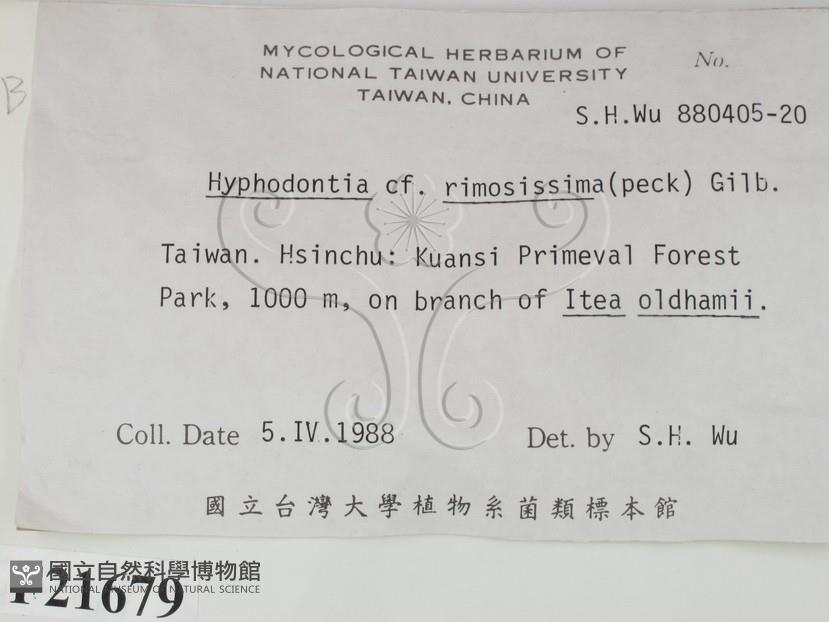 B
MYCOLOGICAL HERBARIUM OF
NATIONAL TAIWAN UNIVERSITY
TAIWAN, CHINA
No.
S.H.Wu 880405-20
Hyphodontia cf. rimosissima(peck) Gilb.
Taiwan. Hsinchu: Kuansi Primeval Forest
Park, 1000 m, on branch of Itea oldhamii.
Coll. Date 5.IV.1988
Det. by S.H. Wu
國立台灣大學植物系菌類標本館
國立自然科學博物館
NATIONAL MUSEUM OF NATURAL SCIENCE
F21679